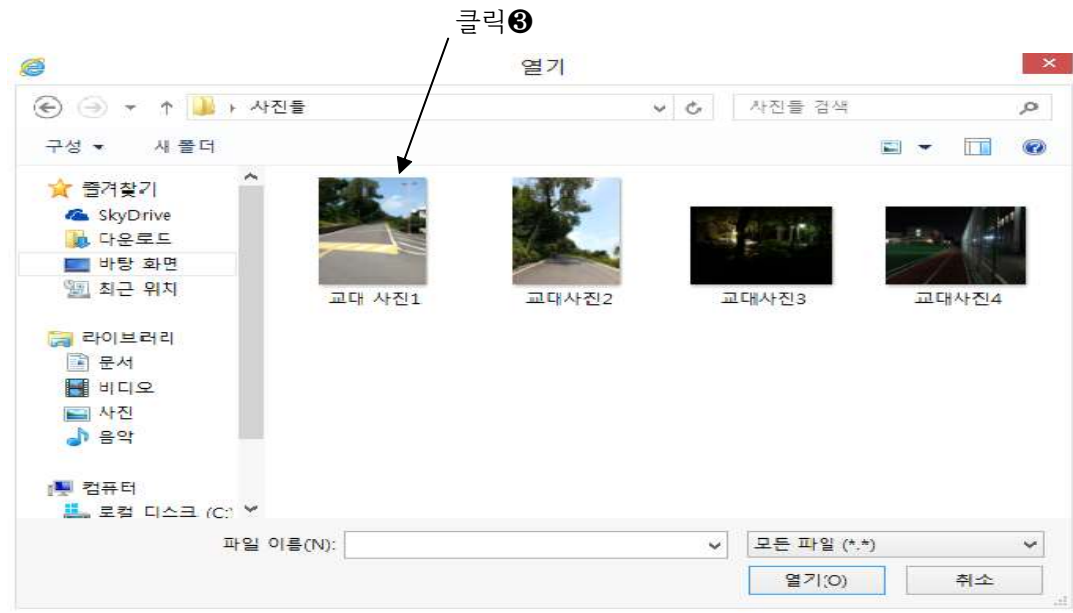 클릭❸
열기
사진들
사진들 검색
구성
새 폴더
즐겨찾기
SkyDrive
다운로드
바탕 화면
최근 위치
라이브러리
문서
비디오
사진
음악
컴퓨터
로컬 디스크 (C:)
교대 사진1
교대사진2
교대사진3
교대사진4
파일 이름(N):
모든 파일 (*.*)
열기(O)
취소